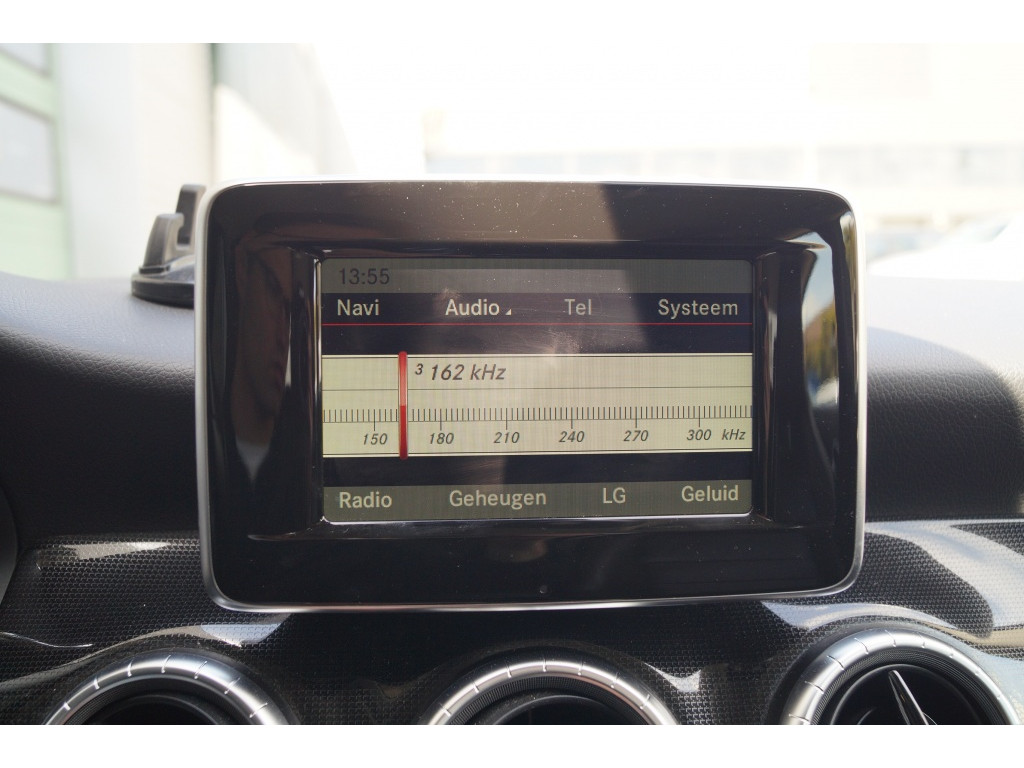 13:55
Navi Audio Tel Systeem
3 162 kHz
150 180 210 240 270 300 kHz
Radio Geheugen LG Geluid